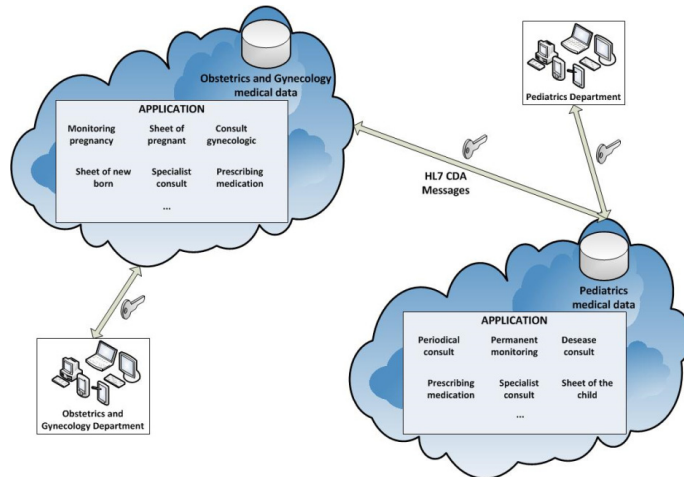 Obstetrics and Gynecology
medical data
APPLICATION
Monitoring
pregnancy
Sheet of
pregnant
Consult
gynecologic
Sheet of new
born
Specialist
consult
Prescribing
medication
...
Pediatrics Department
HL7 CDA
Messages
Obstetrics and
Gynecology Department
Pediatrics
medical data
APPLICATION
Periodical
consult
Permanent
monitoring
Desease
consult
Prescribing
medication
Specialist
consult
Sheet of the
child
...